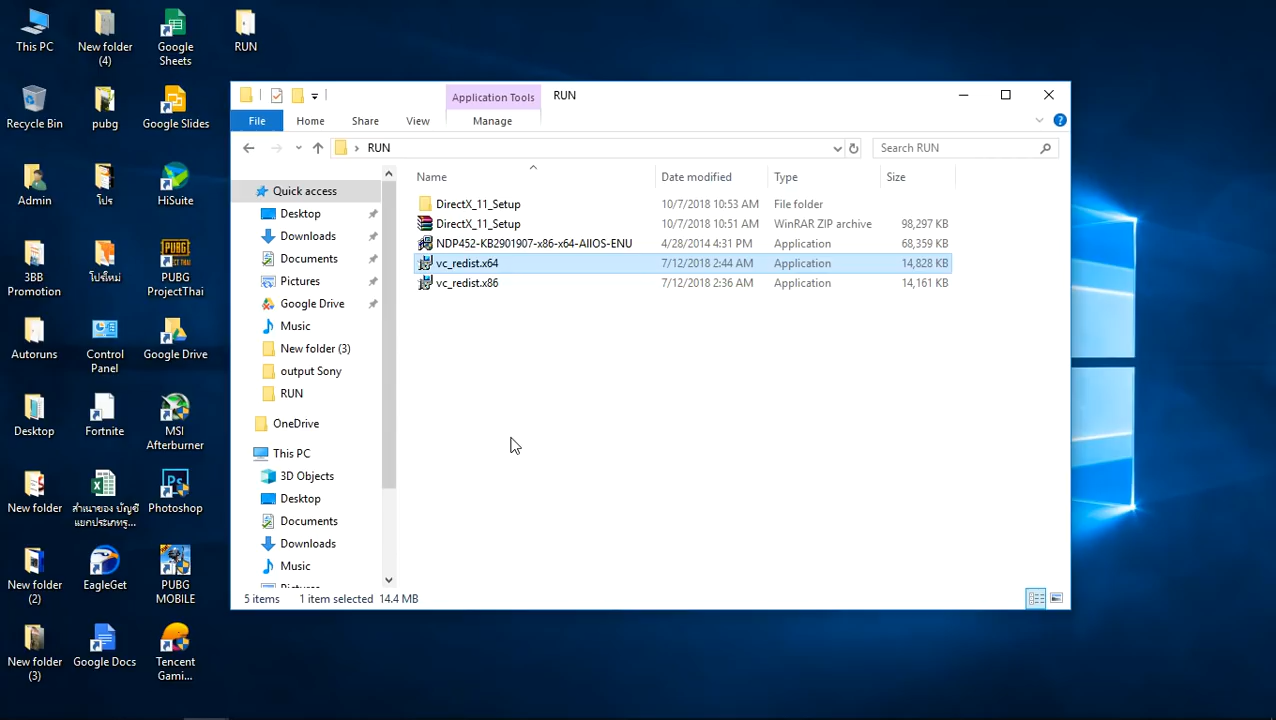 This PC
New folder
(4)
Google
Sheets
RUN
Recycle Bin
pubg
Google Slides
Admin
โปร
HiSuite
3BB
Promotion
โปรใหม่
PUBG
ProjectThai
Autoruns
Control
Panel
Google Drive
Desktop
Fortnite
MSI
Afterburner
New folder
สำเนาของ บัญชี
แยกประเภทรู...
Photoshop
New folder
(2)
EagleGet
PUBG
MOBILE
New folder
(3)
Google Docs
Tencent
Gami...
Application Tools
RUN
File
Home
Share
View
Manage
RUN
Search RUN
Name
Date modified
Type
Size
DirectX_11_Setup 10/7/2018 10:53 AM File folder
DirectX_11_Setup 10/7/2018 10:51 AM WinRAR ZIP archive 98,297 KB
NDP452-KB2901907-x86-x64-AllOS-ENU 4/28/2014 4:31 PM Application 68,359 KB
vc_redist.x64 7/12/2018 2:44 AM Application 14,828 KB
vc_redist.x86 7/12/2018 2:36 AM Application 14,161 KB
Quick access
Desktop
Downloads
Documents
Pictures
Google Drive
Music
New folder (3)
output Sony
RUN
OneDrive
This PC
3D Objects
Desktop
Documents
Downloads
Music
5 items 1 item selected 14.4 MB